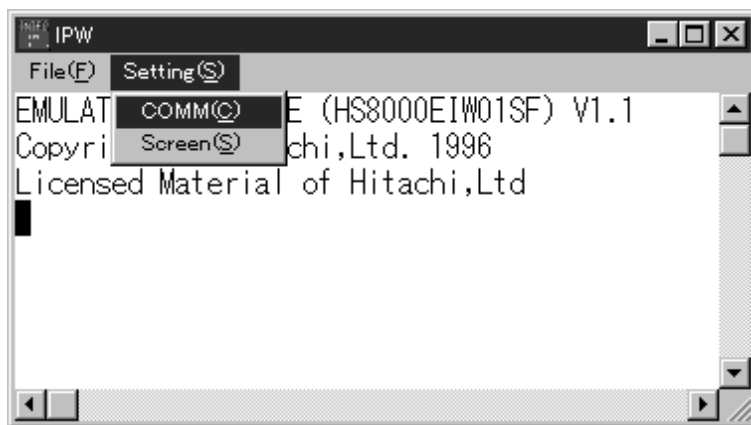 IPW
File(F) Setting(S)
COMM(C)
Screen(S)
EMULAT E (HS8000EIW01SF) V1.1
Copyri chi,Ltd. 1996
Licensed Material of Hitachi,Ltd